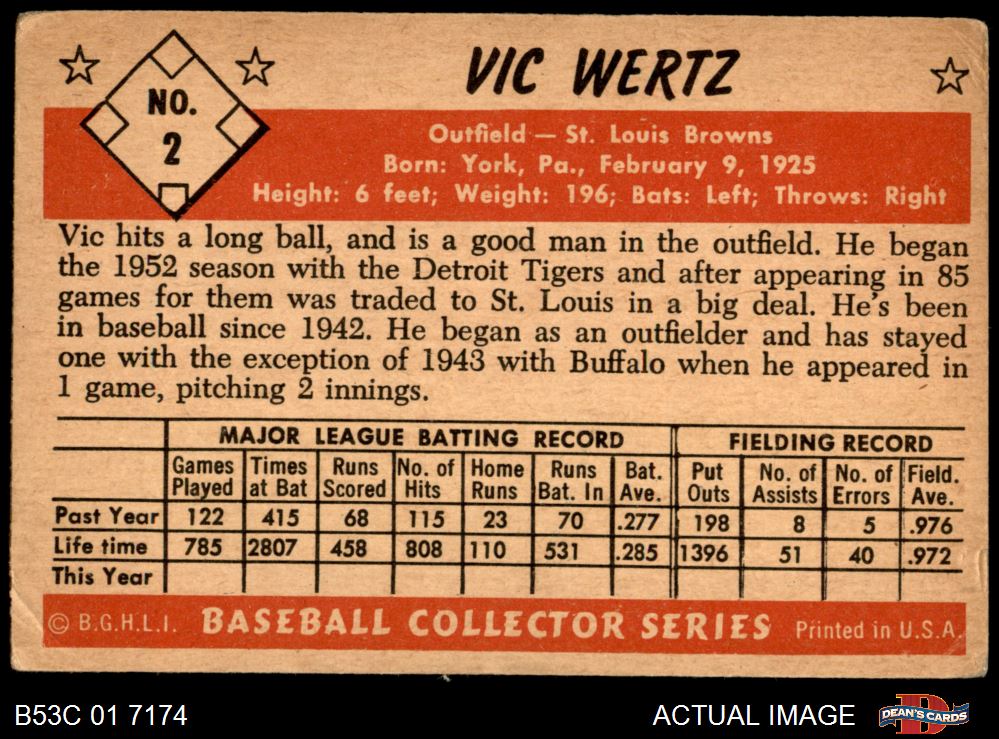 VIC WERTZ
NO.
2
Outfield — St. Louis Browns
Born: York, Pa., February 9, 1925
Height: 6 feet; Weight: 196; Bats: Left; Throws: Right
Vic hits a long ball, and is a good man in the outfield. He began
the 1952 season with the Detroit Tigers and after appearing in 85
games for them was traded to St. Louis in a big deal. He's been
in baseball since 1942. He began as an outfielder and has stayed
one with the exception of 1943 with Buffalo when he appeared in
1 game, pitching 2 innings.
MAJOR LEAGUE BATTING RECORD FIELDING RECORD
Games Times Runs No. of Home Runs Bat. Put No. of No. of Field.
Played at Bat Scored Hits Runs Bat. In Ave. Outs Assists Errors Ave.
Past Year 122 415 68 115 23 70 .277 198 8 5 .976
Life time 785 2807 458 808 110 531 .285 1396 51 40 .972
This Year
© B.G.H.L.I. BASEBALL COLLECTOR SERIES Printed in U.S.A.
B53C 01 7174 ACTUAL IMAGE D DEAN'S CARDS